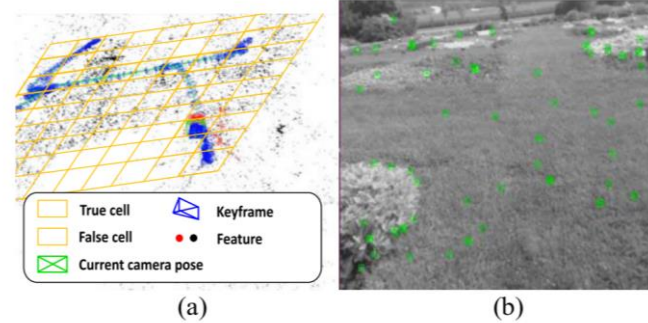 True cell
Keyframe
False cell
Feature
Current camera pose
(a)
(b)